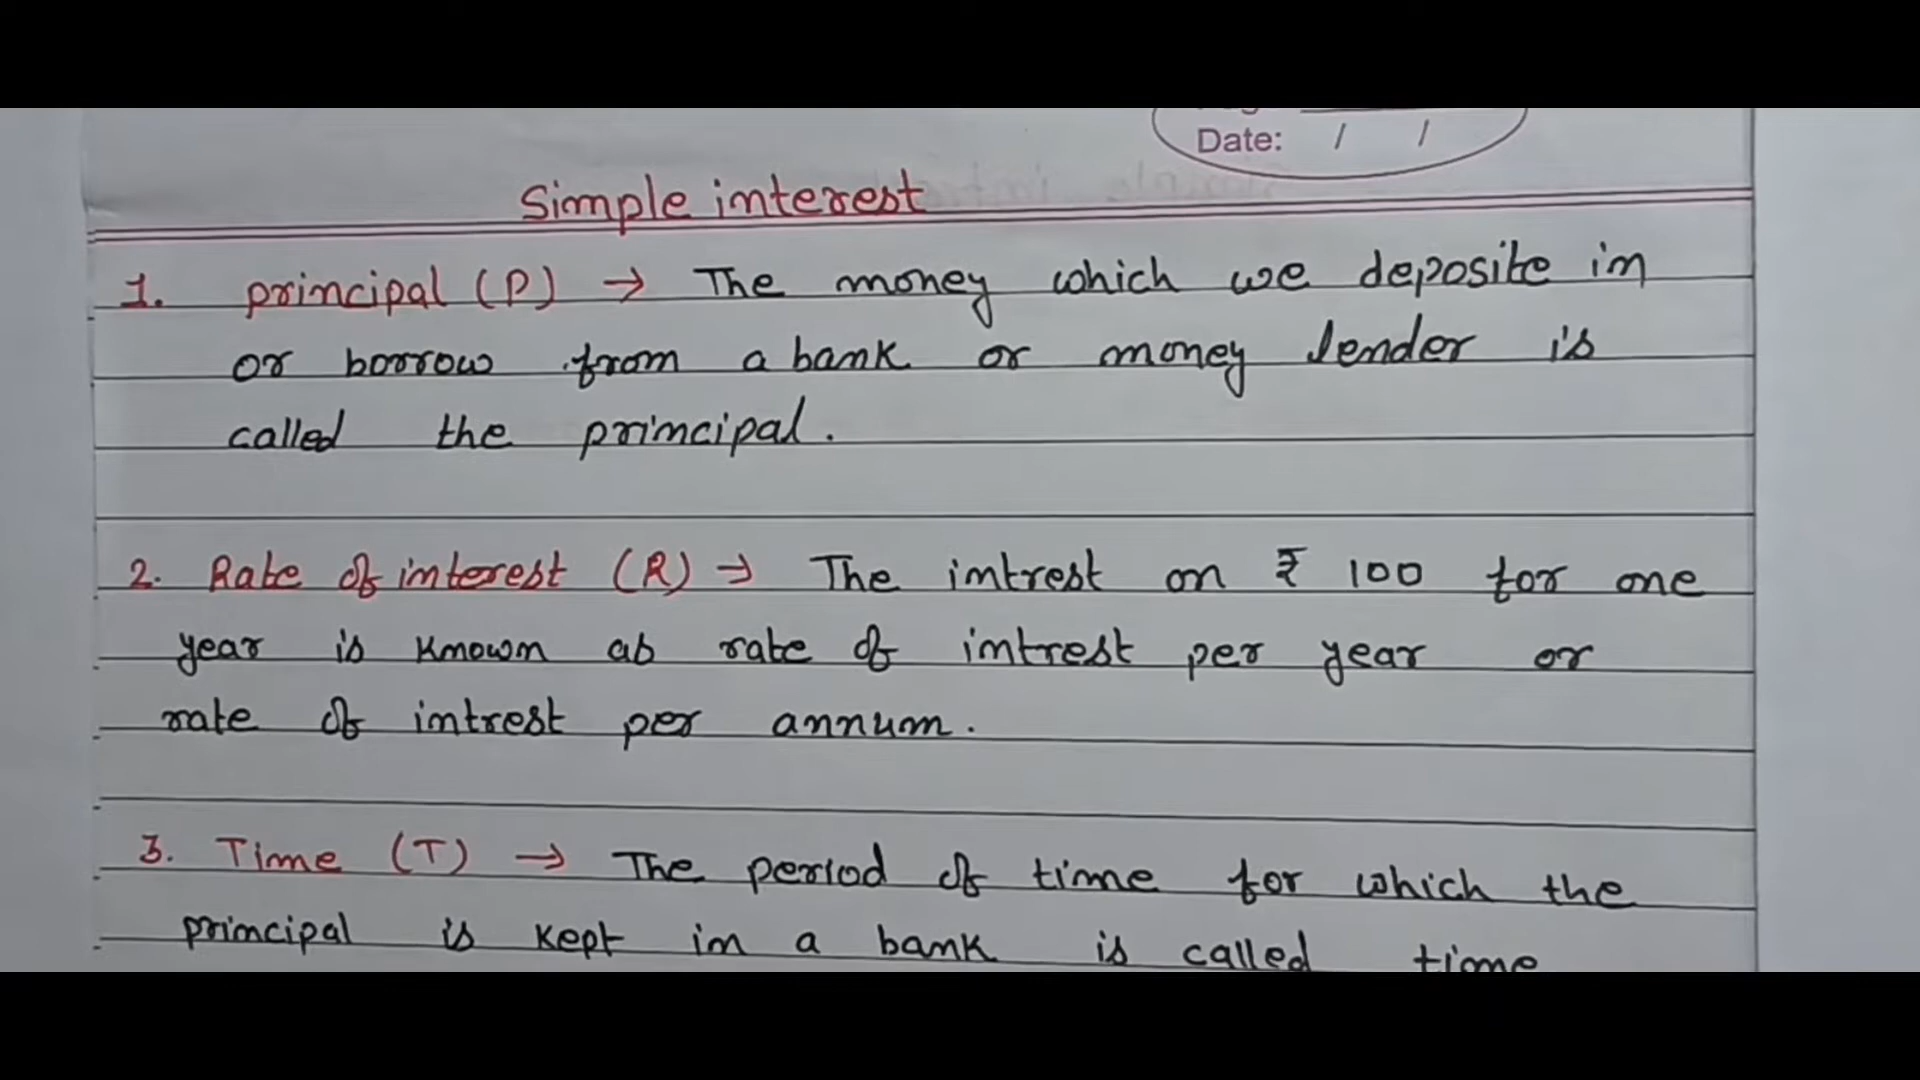 Date: / /
Simple interest
1. principal (P) → The money which we deposite in
or borrow from a bank or money lender is
called the principal.
2. Rate of interest (R) → The intrest on ₹ 100 for one
year is known as rate of intrest per year or
rate of intrest per annum.
3. Time (T) → The period of time for which the
principal is kept in a bank is called time